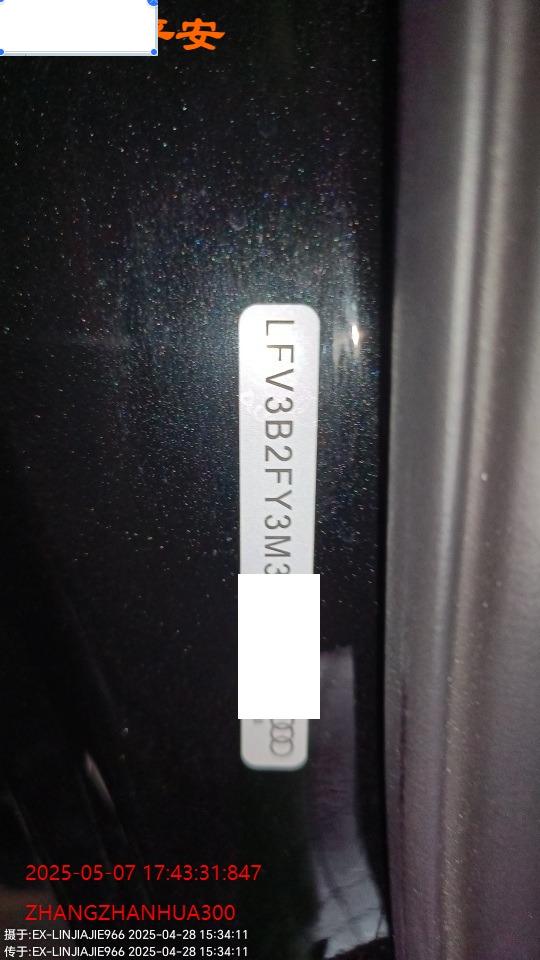 平安
LFV3B2FY3M3
2025-05-07 17:43:31:847
ZHANGZHANHUA300
摄于:EX-LINJIAJIE966 2025-04-28 15:34:11
传于:EX-LINJIAJIE966 2025-04-28 15:34:11